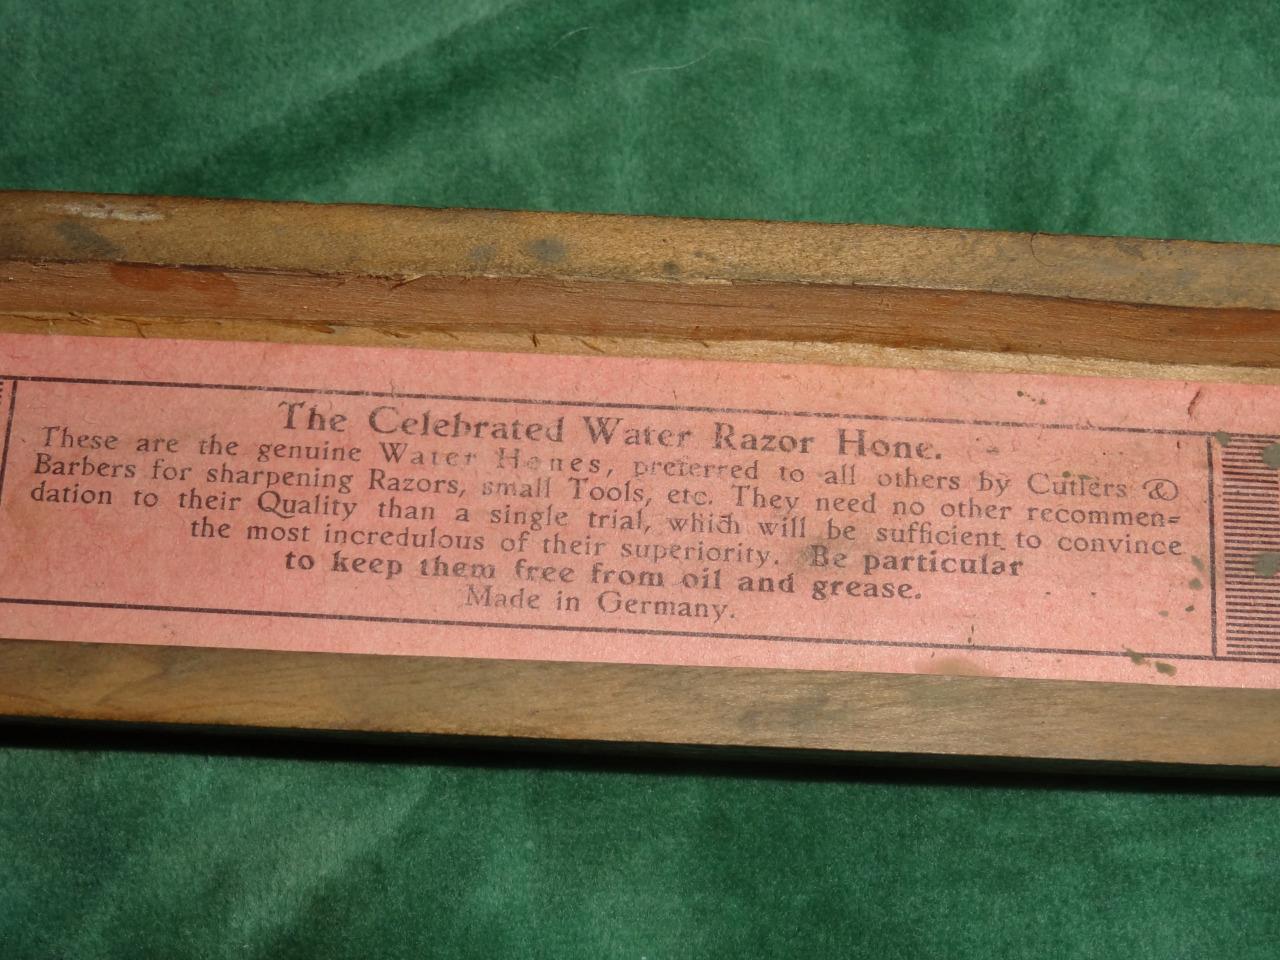 The Celebrated Water Razor Hone.
These are the genuine Water Hones, preferred to all others by Cutlers &
Barbers for sharpening Razors, small Tools, etc. They need no other recommen=
dation to their Quality than a single trial, which will be sufficient to convince
the most incredulous of their superiority. Be particular
to keep them free from oil and grease.
Made in Germany.